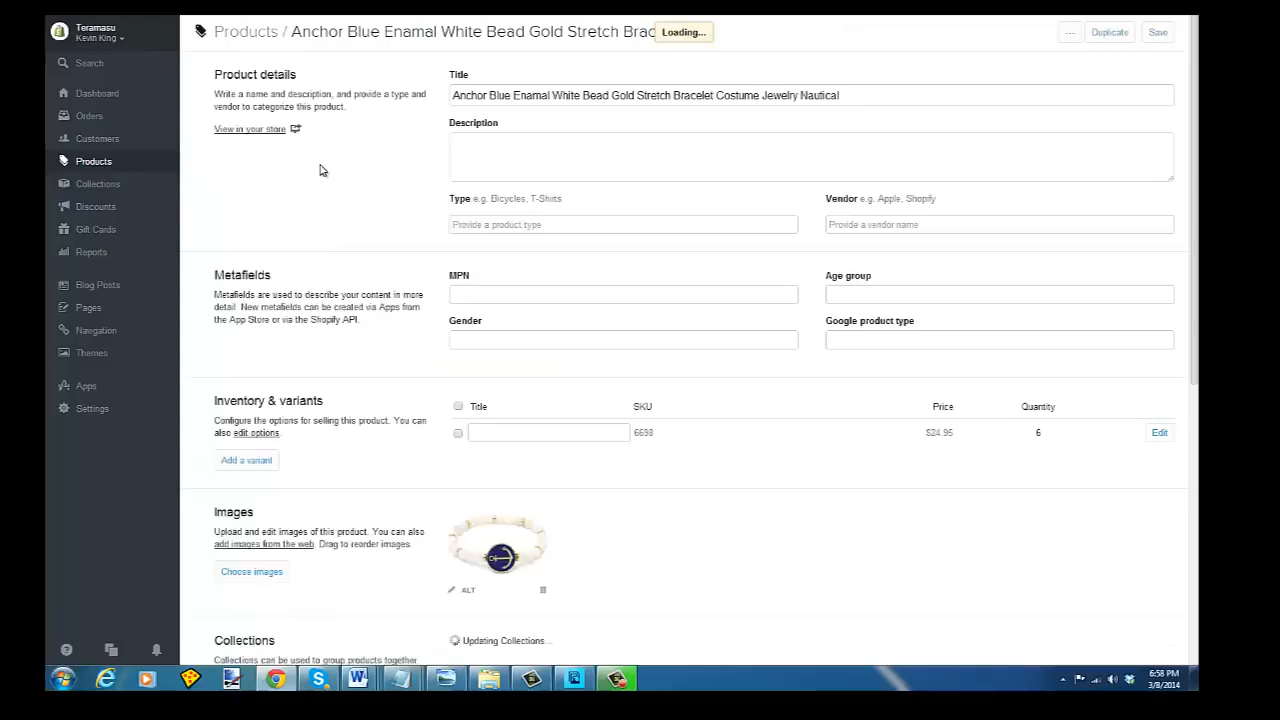 Teramasu
Kevin King
Products / Anchor Blue Enamal White Bead Gold Stretch Brac
Loading...
...
Duplicate
Save
Search
Dashboard
Orders
Customers
Products
Collections
Discounts
Gift Cards
Reports
Blog Posts
Pages
Navigation
Themes
Apps
Settings
Product details
Write a name and description, and provide a type and
vendor to categorize this product.
View in your store
Title
Anchor Blue Enamal White Bead Gold Stretch Bracelet Costume Jewelry Nautical
Description
Type e.g. Bicycles, T-Shirts
Vendor e.g. Apple, Shopify
Provide a product type
Provide a vendor name
Metafields
Metafields are used to describe your content in more
detail. New metafields can be created via Apps from
the App Store or via the Shopify API.
MPN
Age group
Gender
Google product type
Inventory & variants
Configure the options for selling this product. You can
also edit options.
Add a variant
Title
SKU
Price
Quantity
6698
$24.95
6
Edit
Images
Upload and edit images of this product. You can also
add images from the web. Drag to reorder images.
Choose images
ALT
Collections
Collections can be used to group products together
Updating Collections...
6:58 PM
3/8/2014